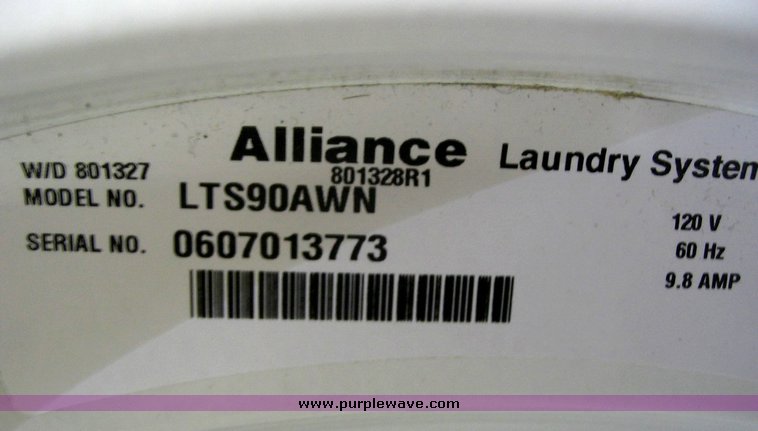 Alliance Laundry System
W/D 801327
801328R1
MODEL NO. LTS90AWN
SERIAL NO. 0607013773
120 V
60 Hz
9.8 AMP
www.purplewave.com